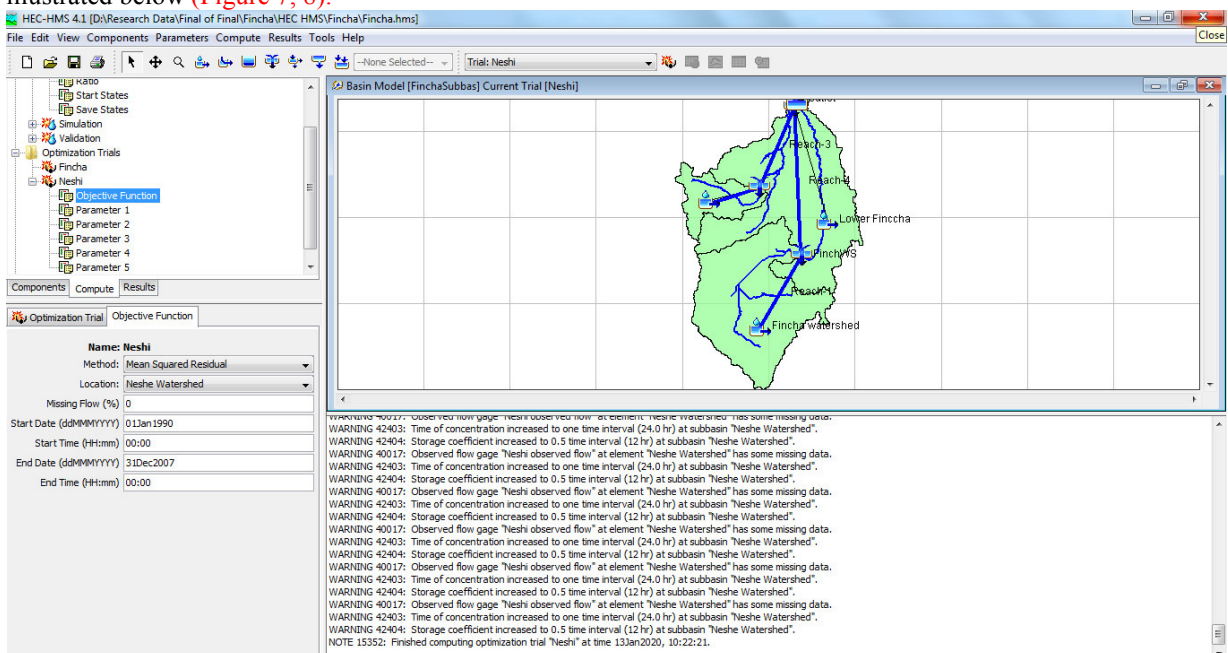 illustrated below (Figure 7, 8).
HEC-HMS 4.1 [D:\Research Data\Final of Final\Fincha\HEC HMS\Fincha\Fincha.hms]
Close
File Edit View Components Parameters Compute Results Tools Help
--None Selected-- Trial: Neshi
Ratio
Start States
Save States
Simulation
Validation
Optimization Trials
Fincha
Neshi
Objective Function
Parameter 1
Parameter 2
Parameter 3
Parameter 4
Parameter 5
Components Compute Results
Optimization Trial Objective Function
Name: Neshi
Method: Mean Squared Residual
Location: Neshe Watershed
Missing Flow (%) 0
Start Date (ddMMMYYYY) 01Jan1990
Start Time (HH:mm) 00:00
End Date (ddMMMYYYY) 31Dec2007
End Time (HH:mm) 00:00
Basin Model [FinchaSubbas] Current Trial [Neshi]
Reach-3
Lower Finccha
FinchWS
Reach-1
Fincha watershed
WARNING 40017: Observed flow gage "Neshi observed flow" at element "Neshe Watershed" has some missing data.
WARNING 42403: Time of concentration increased to one time interval (24.0 hr) at subbasin "Neshe Watershed".
WARNING 42404: Storage coefficient increased to 0.5 time interval (12 hr) at subbasin "Neshe Watershed".
WARNING 40017: Observed flow gage "Neshi observed flow" at element "Neshe Watershed" has some missing data.
WARNING 42403: Time of concentration increased to one time interval (24.0 hr) at subbasin "Neshe Watershed".
WARNING 42404: Storage coefficient increased to 0.5 time interval (12 hr) at subbasin "Neshe Watershed".
WARNING 40017: Observed flow gage "Neshi observed flow" at element "Neshe Watershed" has some missing data.
WARNING 42403: Time of concentration increased to one time interval (24.0 hr) at subbasin "Neshe Watershed".
WARNING 42404: Storage coefficient increased to 0.5 time interval (12 hr) at subbasin "Neshe Watershed".
WARNING 40017: Observed flow gage "Neshi observed flow" at element "Neshe Watershed" has some missing data.
WARNING 42403: Time of concentration increased to one time interval (24.0 hr) at subbasin "Neshe Watershed".
WARNING 42404: Storage coefficient increased to 0.5 time interval (12 hr) at subbasin "Neshe Watershed".
WARNING 40017: Observed flow gage "Neshi observed flow" at element "Neshe Watershed" has some missing data.
WARNING 42403: Time of concentration increased to one time interval (24.0 hr) at subbasin "Neshe Watershed".
WARNING 42404: Storage coefficient increased to 0.5 time interval (12 hr) at subbasin "Neshe Watershed".
WARNING 40017: Observed flow gage "Neshi observed flow" at element "Neshe Watershed" has some missing data.
WARNING 42403: Time of concentration increased to one time interval (24.0 hr) at subbasin "Neshe Watershed".
WARNING 42404: Storage coefficient increased to 0.5 time interval (12 hr) at subbasin "Neshe Watershed".
NOTE 15352: Finished computing optimization trial "Neshi" at time 13Jan2020, 10:22:21.